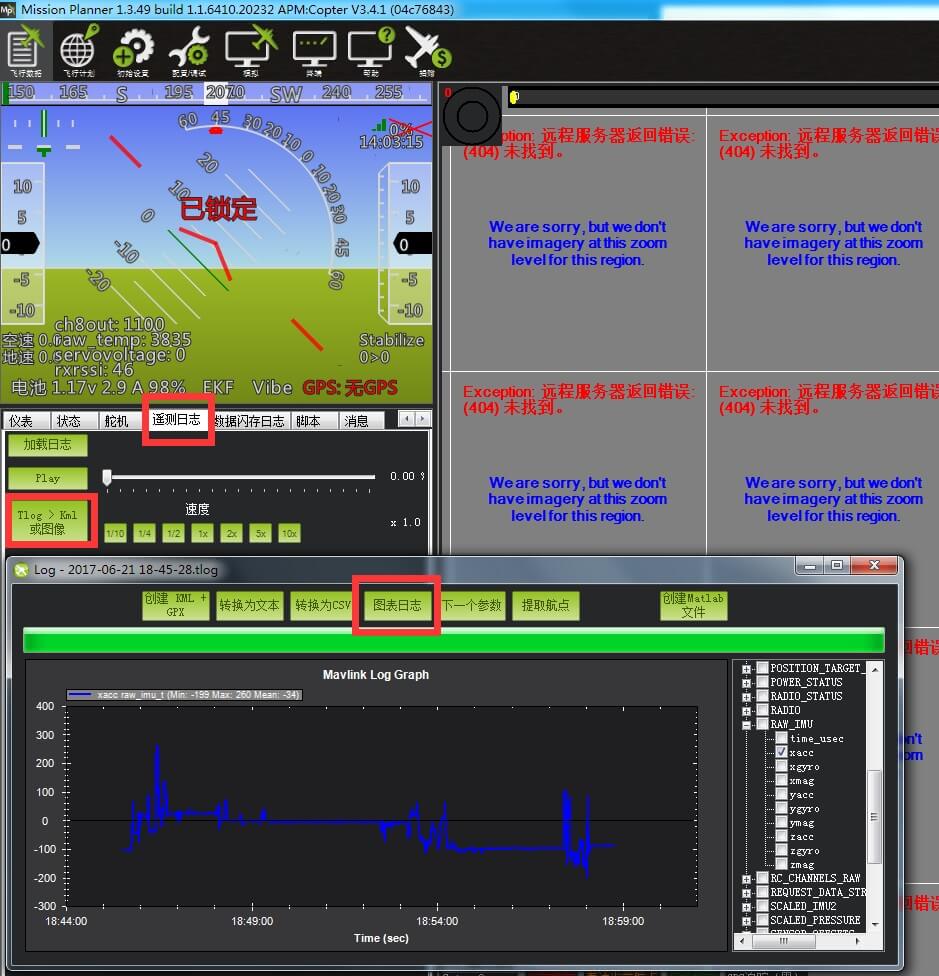 Mission Planner 1.3.49 build 1.1.6410.20232 APM:Copter V3.4.1 (04c76843)
飞行数据 飞行计划 初始设置 配置/调试 模拟 终端 帮助 捐赠
150 165 S 195 2070 SW 240 255
0
60 45 30 20 10 0 10 20 30 45 60
0%
14:03:15
20
10
0
-10
-20
已锁定
10
5
0
-5
-10
10
5
0
-5
-10
ch8out: 1100
空速 0.0
raw_temp: 3835
地速 0.0
servovoltage: 0
rxrssi: 46
Stabilize
0>0
电池 1.17v 2.9 A 98% EKF Vibe GPS: 无GPS
ption: 远程服务器返回错误:
(404) 未找到。
Exception: 远程服务器返回错误:
(404) 未找到。
We are sorry, but we don't
have imagery at this zoom
level for this region.
We are sorry, but we don't
have imagery at this zoom
level for this region.
Exception: 远程服务器返回错误:
(404) 未找到。
Exception: 远程服务器返回错误:
(404) 未找到。
We are sorry, but we don't
have imagery at this zoom
level for this region.
We are sorry, but we don't
have imagery at this zoom
level for this region.
仪表 状态 舵机 遥测日志 数据闪存日志 脚本 消息
加载日志
Play
0.00 %
Tlog > Kml
或图像
速度
x 1.0
1/10 1/4 1/2 1x 2x 5x 10x
Log - 2017-06-21 18-45-28.tlog
创建 KML +
GPX
转换为文本
转换为CSV
图表日志
下一个参数
提取航点
创建Matlab
文件
Mavlink Log Graph
xacc raw_imu_t (Min: -199 Max: 260 Mean: -34)
400
300
200
100
0
-100
-200
-300
18:44:00 18:49:00 18:54:00 18:59:00
Time (sec)
POSITION_TARGET_
POWER_STATUS
RADIO_STATUS
RADIO
RAW_IMU
time_usec
xacc
xgyro
xmag
yacc
ygyro
ymag
zacc
zgyro
zmag
RC_CHANNELS_RAW
REQUEST_DATA_STR
SCALED_IMU2
SCALED_PRESSURE
SENSOR_OFFSETS